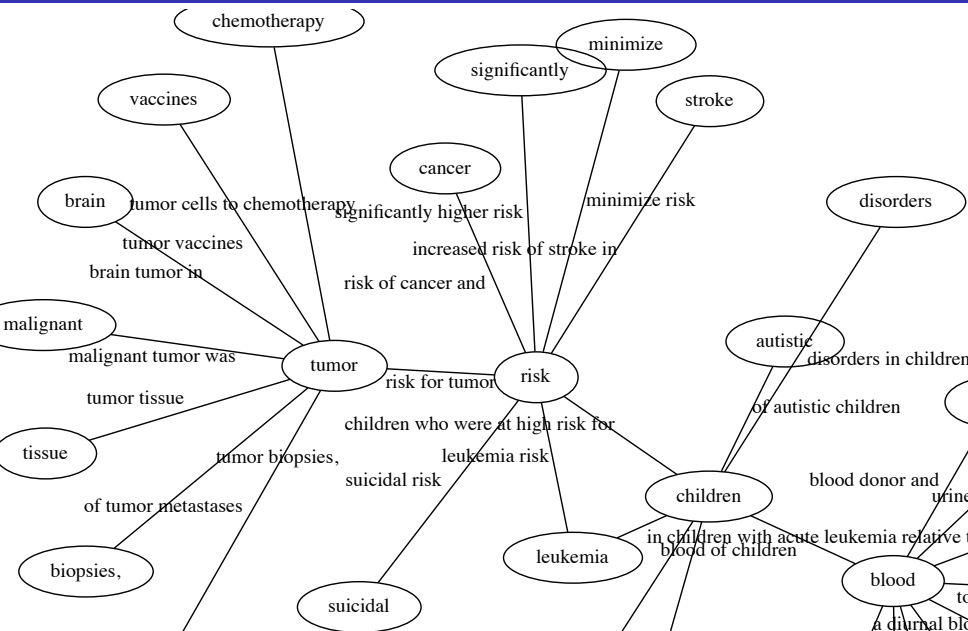 chemotherapy
minimize
significantly
vaccines
stroke
cancer
brain
tumor cells to chemotherapy
significantly higher risk
minimize risk
disorders
tumor vaccines
increased risk of stroke in
brain tumor in
risk of cancer and
malignant
autistic
malignant tumor was
disorders in children
tumor
risk
risk for tumor
tumor tissue
of autistic children
children who were at high risk for
tissue
tumor biopsies,
leukemia risk
suicidal risk
blood donor and
children
urine
of tumor metastases
in children with acute leukemia relative t
blood of children
leukemia
biopsies,
blood
to
suicidal
a diurnal blo